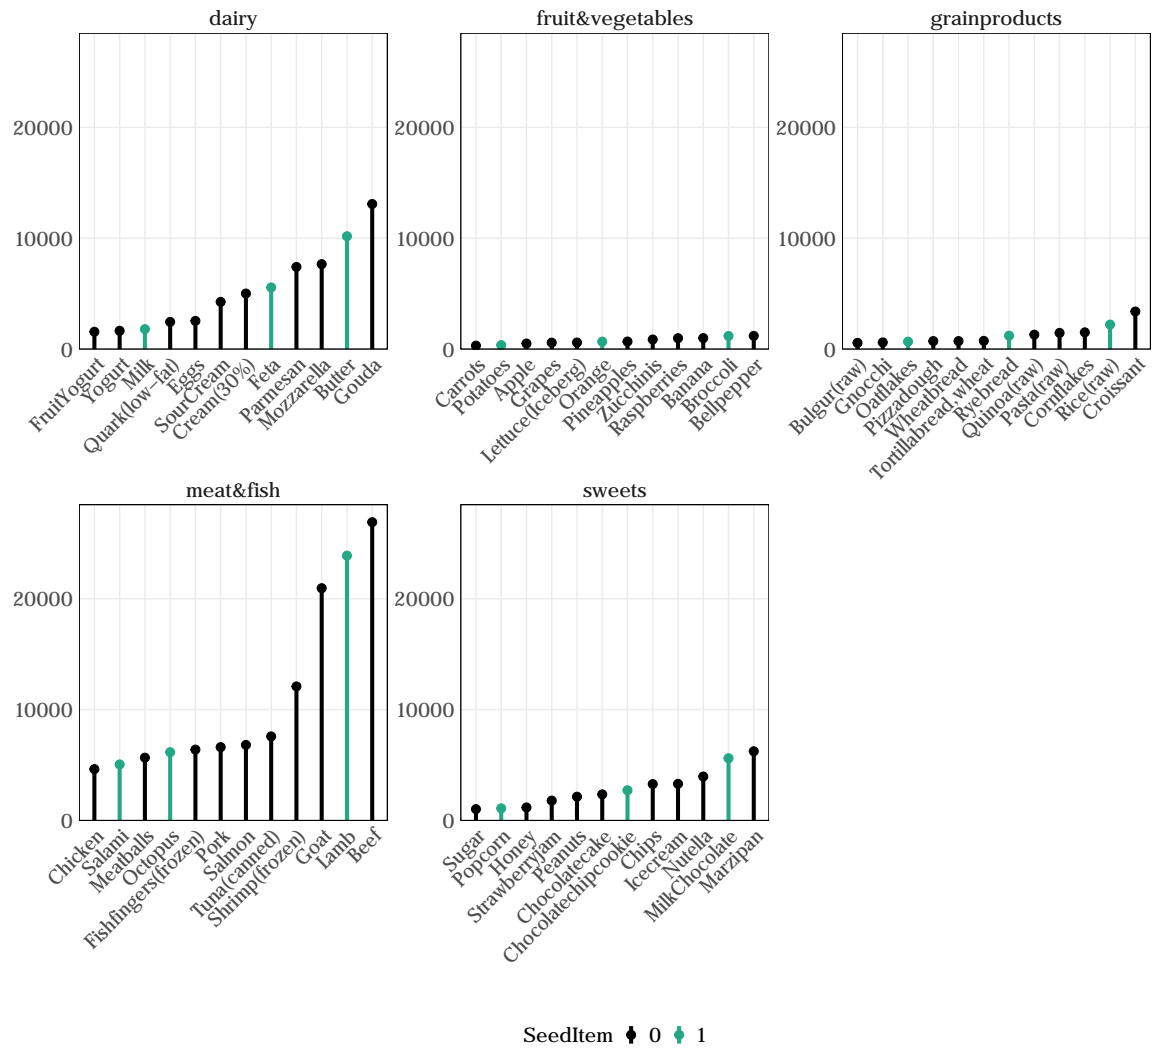 dairy
fruit&vegetables
grainproducts
20000
10000
0
20000
10000
0
20000
10000
0
FruitYogurt
Yogurt
Milk
Quark(low−fat)
Eggs
SourCream
Cream(30%)
Feta
Parmesan
Mozzarella
Butter
Gouda
Carrots
Potatoes
Apple
Grapes
Lettuce(Iceberg)
Orange
Pineapples
Zucchinis
Raspberries
Banana
Broccoli
Bellpepper
Bulgur(raw)
Gnocchi
Oatflakes
Pizzadough
Wheatbread
Tortillabread,wheat
Ryebread
Quinoa(raw)
Pasta(raw)
Cornflakes
Rice(raw)
Croissant
meat&fish
sweets
20000
10000
0
20000
10000
0
Chicken
Salami
Meatballs
Octopus
Fishfingers(frozen)
Pork
Salmon
Tuna(canned)
Shrimp(frozen)
Goat
Lamb
Beef
Sugar
Popcorn
Honey
Strawberryjam
Peanuts
Chocolatecake
Chocolatechipcookie
Chips
Icecream
Nutella
MilkChocolate
Marzipan
SeedItem 0 1